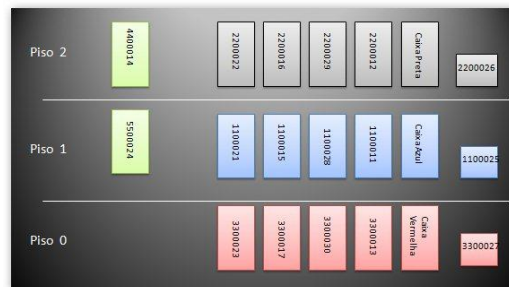 Piso 2
4400014
2200022
2200016
2200029
2200012
Caixa Preta
2200026
Piso 1
5500024
1100021
1100015
1100028
1100011
Caixa Azul
1100025
Piso 0
3300023
3300017
3300030
3300013
Caixa
Vermelha
3300027